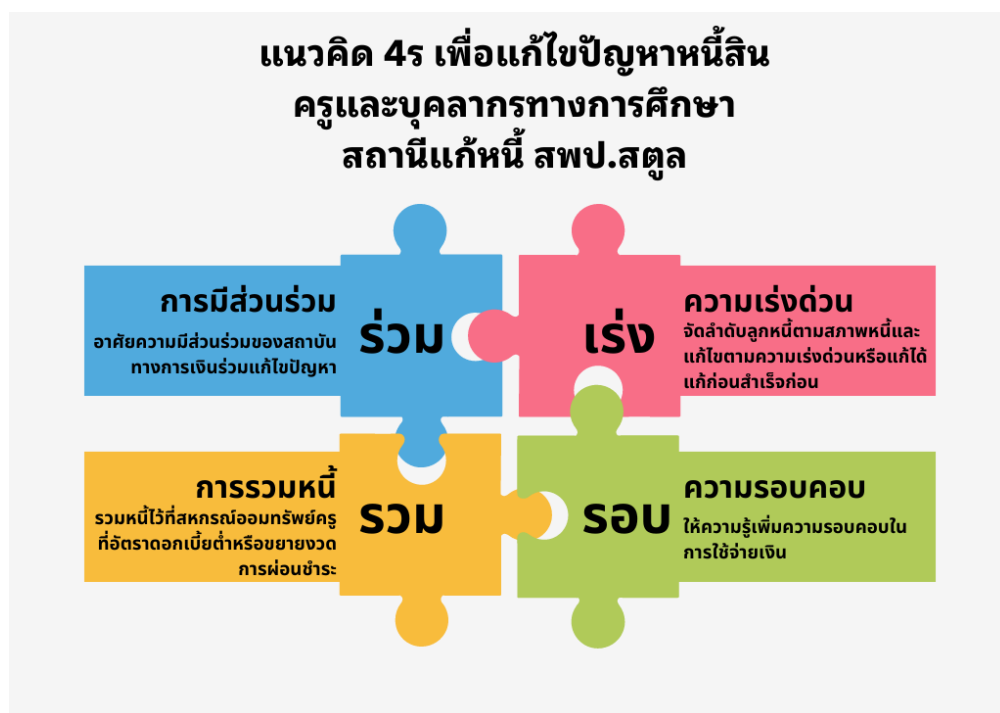 แนวคิด 4ร เพื่อแก้ไขปัญหาหนี้สิน
ครูและบุคลากรทางการศึกษา
สถานีแก้หนี้ สพป.สตูล
การมีส่วนร่วม
อาศัยความมีส่วนร่วมของสถาบัน
ทางการเงินร่วมแก้ไขปัญหา
ร่วม
เร่ง
ความเร่งด่วน
จัดลำดับลูกหนี้ตามสภาพหนี้และ
แก้ไขตามความเร่งด่วนหรือแก้ได้
แก้ก่อนสำเร็จก่อน
การรวมหนี้
รวมหนี้ไว้ที่สหกรณ์ออมทรัพย์ครู
ที่อัตราดอกเบี้ยต่ำหรือขยายงวด
การผ่อนชำระ
รวม
รอบ
ความรอบคอบ
ให้ความรู้เพิ่มความรอบคอบใน
การใช้จ่ายเงิน